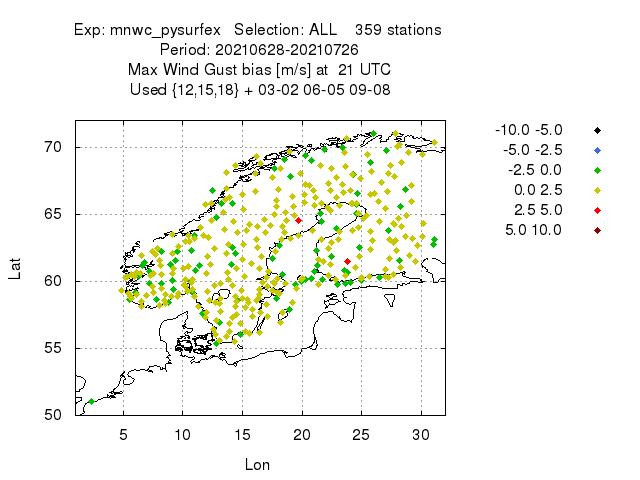 Exp: mnwc_pysurfex   Selection: ALL    359 stations
Period: 20210628-20210726
Max Wind Gust bias [m/s] at  21 UTC
Used {12,15,18} + 03-02 06-05 09-08
-10.0 -5.0
-5.0 -2.5
-2.5 0.0
0.0 2.5
2.5 5.0
5.0 10.0
70
65
60
55
50
Lat
5 10 15 20 25 30
Lon